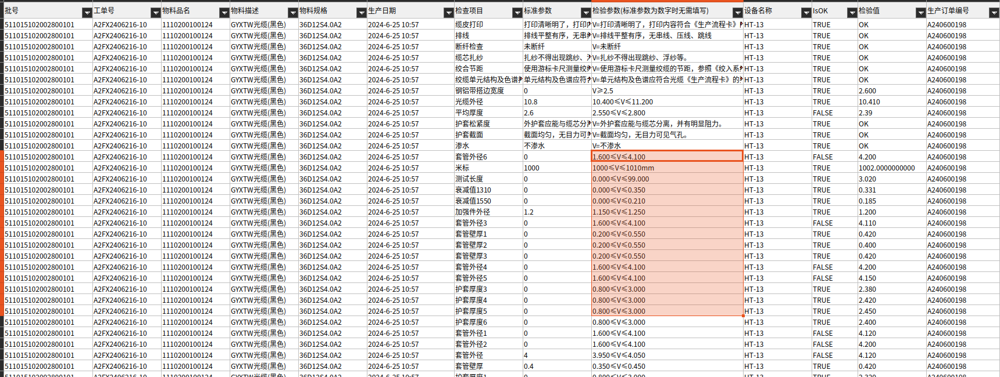 批号 工单号 物料品名 物料描述 物料规格 生产日期 检查项目 标准参数 检验参数(标准参数为数字时无需填写) 设备名称 IsOK 检验值 生产订单编号
511015102002800101 A2FX2406216-10 1110200100124 GYXTW光缆(黑色) 36D12S4.0A2 2024-6-25 10:57 缆皮打印 打印清晰明了，打印 V=打印清晰明了，打印内容符合《生产流程卡》 HT-13 TRUE OK A240600198
511015102002800101 A2FX2406216-10 1110200100124 GYXTW光缆(黑色) 36D12S4.0A2 2024-6-25 10:57 排线 排线平整有序，无串 V=排线平整有序，无串线、压线、跳线 HT-13 TRUE OK A240600198
511015102002800101 A2FX2406216-10 1110200100124 GYXTW光缆(黑色) 36D12S4.0A2 2024-6-25 10:57 断纤检查 未断纤 V=未断纤 HT-13 TRUE OK A240600198
511015102002800101 A2FX2406216-10 1110200100124 GYXTW光缆(黑色) 36D12S4.0A2 2024-6-25 10:57 缆芯扎纱 扎纱不得出现跳纱、 V=扎纱不得出现跳纱、浮纱等。 HT-13 TRUE OK A240600198
511015102002800101 A2FX2406216-10 1110200100124 GYXTW光缆(黑色) 36D12S4.0A2 2024-6-25 10:57 绞合节距 使用游标卡尺测量绞 V=使用游标卡尺测量绞缆的节距，参照《绞入系 HT-13 TRUE OK A240600198
511015102002800101 A2FX2406216-10 1110200100124 GYXTW光缆(黑色) 36D12S4.0A2 2024-6-25 10:57 绞缆单元结构及色谱 单元结构及色谱应符 V=单元结构及色谱应符合光缆《生产流程卡》的 HT-13 TRUE OK A240600198
511015102002800101 A2FX2406216-10 1110200100124 GYXTW光缆(黑色) 36D12S4.0A2 2024-6-25 10:57 钢铝带搭边宽度 0 V≥2.5 HT-13 TRUE 2.600 A240600198
511015102002800101 A2FX2406216-10 1110200100124 GYXTW光缆(黑色) 36D12S4.0A2 2024-6-25 10:57 光缆外径 10.8 10.400≤V≤11.200 HT-13 TRUE 10.410 A240600198
511015102002800101 A2FX2406216-10 1110200100124 GYXTW光缆(黑色) 36D12S4.0A2 2024-6-25 10:57 平均厚度 2.6 2.550≤V≤2.800 HT-13 FALSE 2.39 A240600198
511015102002800101 A2FX2406216-10 1110200100124 GYXTW光缆(黑色) 36D12S4.0A2 2024-6-25 10:57 护套松紧度 外护套应能与缆芯分 V=外护套应能与缆芯分离，并有明显阻力。 HT-13 TRUE OK A240600198
511015102002800101 A2FX2406216-10 1110200100124 GYXTW光缆(黑色) 36D12S4.0A2 2024-6-25 10:57 护套截面 截面均匀，无目力可 V=截面均匀，无目力可见气孔。 HT-13 TRUE OK A240600198
511015102002800101 A2FX2406216-10 1110200100124 GYXTW光缆(黑色) 36D12S4.0A2 2024-6-25 10:57 渗水 不渗水 V=不渗水 HT-13 TRUE OK A240600198
511015102002800101 A2FX2406216-10 1110200100124 GYXTW光缆(黑色) 36D12S4.0A2 2024-6-25 10:57 套管外径6 0 1.600≤V≤4.100 HT-13 FALSE 4.200 A240600198
511015102002800101 A2FX2406216-10 1110200100124 GYXTW光缆(黑色) 36D12S4.0A2 2024-6-25 10:57 米标 1000 1000≤V≤1010mm HT-13 TRUE 1002.0000000000 A240600198
511015102002800101 A2FX2406216-10 1110200100124 GYXTW光缆(黑色) 36D12S4.0A2 2024-6-25 10:57 测试长度 0 0.000≤V≤99.000 HT-13 TRUE 3.020 A240600198
511015102002800101 A2FX2406216-10 1110200100124 GYXTW光缆(黑色) 36D12S4.0A2 2024-6-25 10:57 衰减值1310 0 0.000≤V≤0.350 HT-13 TRUE 0.331 A240600198
511015102002800101 A2FX2406216-10 1110200100124 GYXTW光缆(黑色) 36D12S4.0A2 2024-6-25 10:57 衰减值1550 0 0.000≤V≤0.210 HT-13 TRUE 0.185 A240600198
511015102002800101 A2FX2406216-10 1110200100124 GYXTW光缆(黑色) 36D12S4.0A2 2024-6-25 10:57 加强件外径 1.2 1.150≤V≤1.250 HT-13 TRUE 1.200 A240600198
511015102002800101 A2FX2406216-10 1110200100124 GYXTW光缆(黑色) 36D12S4.0A2 2024-6-25 10:57 套管外径3 0 1.600≤V≤4.100 HT-13 FALSE 4.110 A240600198
511015102002800101 A2FX2406216-10 1110200100124 GYXTW光缆(黑色) 36D12S4.0A2 2024-6-25 10:57 套管壁厚1 0 0.200≤V≤0.550 HT-13 TRUE 0.420 A240600198
511015102002800101 A2FX2406216-10 1110200100124 GYXTW光缆(黑色) 36D12S4.0A2 2024-6-25 10:57 套管壁厚2 0 0.200≤V≤0.550 HT-13 TRUE 0.400 A240600198
511015102002800101 A2FX2406216-10 1110200100124 GYXTW光缆(黑色) 36D12S4.0A2 2024-6-25 10:57 套管壁厚3 0 0.200≤V≤0.550 HT-13 TRUE 0.420 A240600198
511015102002800101 A2FX2406216-10 1110200100124 GYXTW光缆(黑色) 36D12S4.0A2 2024-6-25 10:57 套管外径4 0 1.600≤V≤4.100 HT-13 FALSE 4.200 A240600198
511015102002800101 A2FX2406216-10 1110200100124 GYXTW光缆(黑色) 36D12S4.0A2 2024-6-25 10:57 套管外径5 0 1.600≤V≤4.100 HT-13 FALSE 4.150 A240600198
511015102002800101 A2FX2406216-10 1110200100124 GYXTW光缆(黑色) 36D12S4.0A2 2024-6-25 10:57 护套厚度3 0 0.800≤V≤3.000 HT-13 TRUE 2.380 A240600198
511015102002800101 A2FX2406216-10 1110200100124 GYXTW光缆(黑色) 36D12S4.0A2 2024-6-25 10:57 护套厚度4 0 0.800≤V≤3.000 HT-13 TRUE 2.420 A240600198
511015102002800101 A2FX2406216-10 1110200100124 GYXTW光缆(黑色) 36D12S4.0A2 2024-6-25 10:57 护套厚度5 0 0.800≤V≤3.000 HT-13 TRUE 2.450 A240600198
511015102002800101 A2FX2406216-10 1110200100124 GYXTW光缆(黑色) 36D12S4.0A2 2024-6-25 10:57 护套厚度6 0 0.800≤V≤3.000 HT-13 TRUE 2.400 A240600198
511015102002800101 A2FX2406216-10 1110200100124 GYXTW光缆(黑色) 36D12S4.0A2 2024-6-25 10:57 套管外径1 0 1.600≤V≤4.100 HT-13 FALSE 4.120 A240600198
511015102002800101 A2FX2406216-10 1110200100124 GYXTW光缆(黑色) 36D12S4.0A2 2024-6-25 10:57 套管外径2 0 1.600≤V≤4.100 HT-13 FALSE 4.200 A240600198
511015102002800101 A2FX2406216-10 1110200100124 GYXTW光缆(黑色) 36D12S4.0A2 2024-6-25 10:57 套管外径 4 3.950≤V≤4.050 HT-13 FALSE 4.120 A240600198
511015102002800101 A2FX2406216-10 1110200100124 GYXTW光缆(黑色) 36D12S4.0A2 2024-6-25 10:57 套管壁厚 0.4 0.350≤V≤0.450 HT-13 TRUE 0.420 A240600198